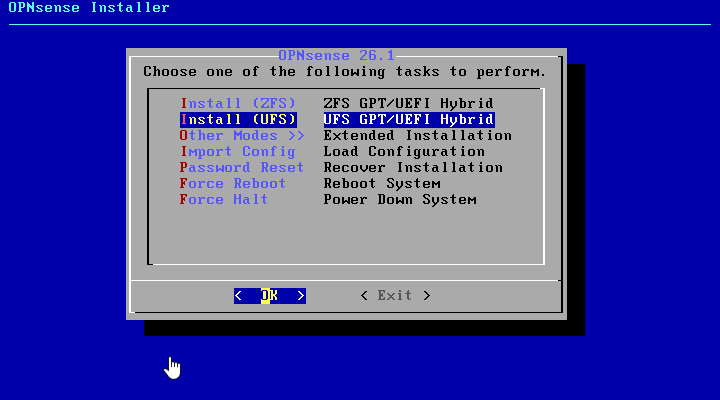 OPNsense Installer
OPNsense 26.1
Choose one of the following tasks to perform.
Install (ZFS) ZFS GPT/UEFI Hybrid
Install (UFS) UFS GPT/UEFI Hybrid
Other Modes >> Extended Installation
Import Config Load Configuration
Password Reset Recover Installation
Force Reboot Reboot System
Force Halt Power Down System
< OK > < Exit >